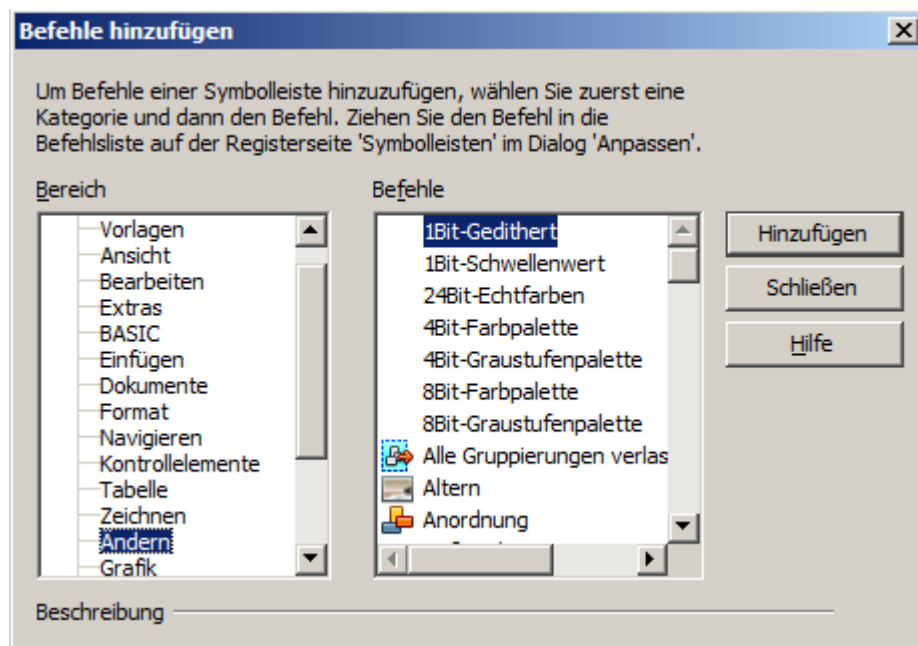 Befehle hinzufügen
Um Befehle einer Symbolleiste hinzuzufügen, wählen Sie zuerst eine
Kategorie und dann den Befehl. Ziehen Sie den Befehl in die
Befehlsliste auf der Registerseite 'Symbolleisten' im Dialog 'Anpassen'.
Bereich
Vorlagen
Ansicht
Bearbeiten
Extras
BASIC
Einfügen
Dokumente
Format
Navigieren
Kontrollelemente
Tabelle
Zeichnen
Ändern
Grafik
Befehle
1Bit-Gedithert
1Bit-Schwellenwert
24Bit-Echtfarben
4Bit-Farbpalette
4Bit-Graustufenpalette
8Bit-Farbpalette
8Bit-Graustufenpalette
Alle Gruppierungen verlas
Altern
Anordnung
Hinzufügen
Schließen
Hilfe
Beschreibung